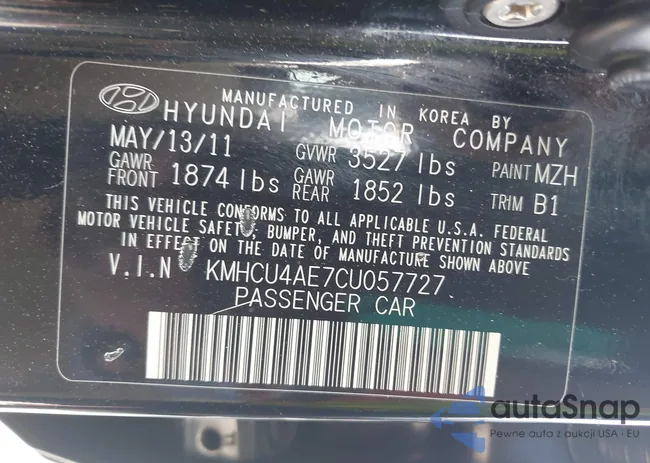 MANUFACTURED IN KOREA BY
HYUNDAI MOTOR COMPANY
MAY/13/11 GVWR 3527 lbs PAINT MZH
GAWR FRONT 1874 lbs GAWR REAR 1852 lbs TRIM B1
THIS VEHICLE CONFORMS TO ALL APPLICABLE U.S.A. FEDERAL
MOTOR VEHICLE SAFETY, BUMPER, AND THEFT PREVENTION STANDARDS
IN EFFECT ON THE DATE OF MANUFACTURE SHOWN ABOVE
V.I.N KMHCU4AE7CU057727
PASSENGER CAR
autoSnap
Pewne auta z aukcji USA - EU